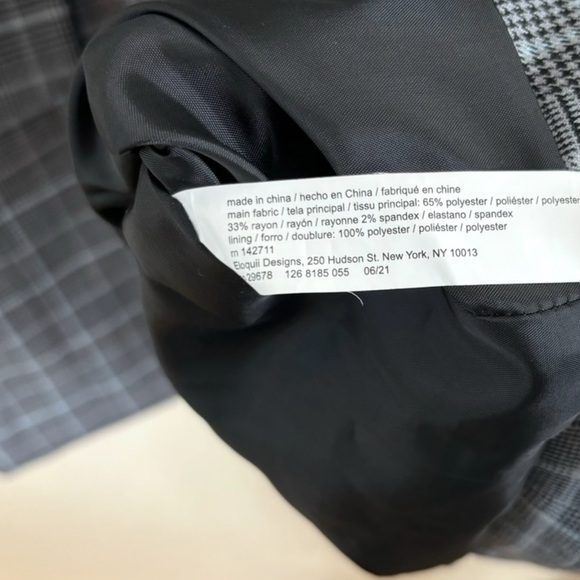 made in china / hecho en China / fabriqué en chine
main fabric / tela principal / tissu principal: 65% polyester / poliéster / polyester
33% rayon / rayón / rayonne 2% spandex / elastano / spandex
lining / forro / doublure: 100% polyester / poliéster / polyester
m 142711
Eloquii Designs, 250 Hudson St. New York, NY 10013
29678 126 8185 055 06/21